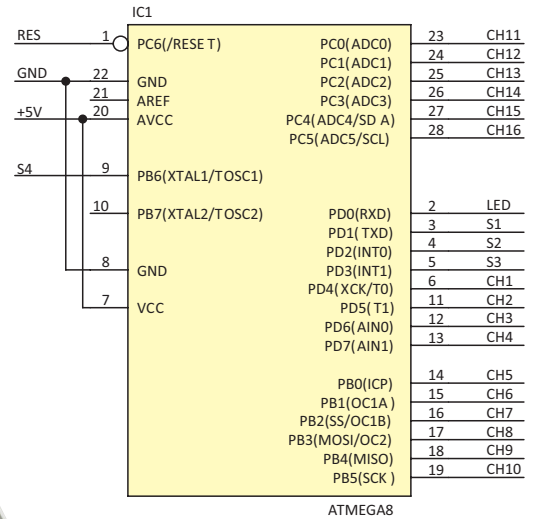 IC1
RES 1 PC6(/RESE T) PC0(ADC0) 23 CH11
PC1(ADC1) 24 CH12
GND 22 GND PC2(ADC2) 25 CH13
21 AREF PC3(ADC3) 26 CH14
+5V 20 AVCC PC4(ADC4/SD A) 27 CH15
PC5(ADC5/SCL) 28 CH16
S4 9 PB6(XTAL1/TOSC1)
10 PB7(XTAL2/TOSC2) PD0(RXD) 2 LED
PD1( TXD) 3 S1
PD2(INT0) 4 S2
8 GND PD3(INT1) 5 S3
PD4( XCK/T0) 6 CH1
7 VCC PD5( T1) 11 CH2
PD6(AIN0) 12 CH3
PD7(AIN1) 13 CH4
PB0(ICP) 14 CH5
PB1(OC1A ) 15 CH6
PB2(SS/OC1B) 16 CH7
PB3(MOSI/OC2) 17 CH8
PB4(MISO) 18 CH9
PB5(SCK ) 19 CH10
ATMEGA8